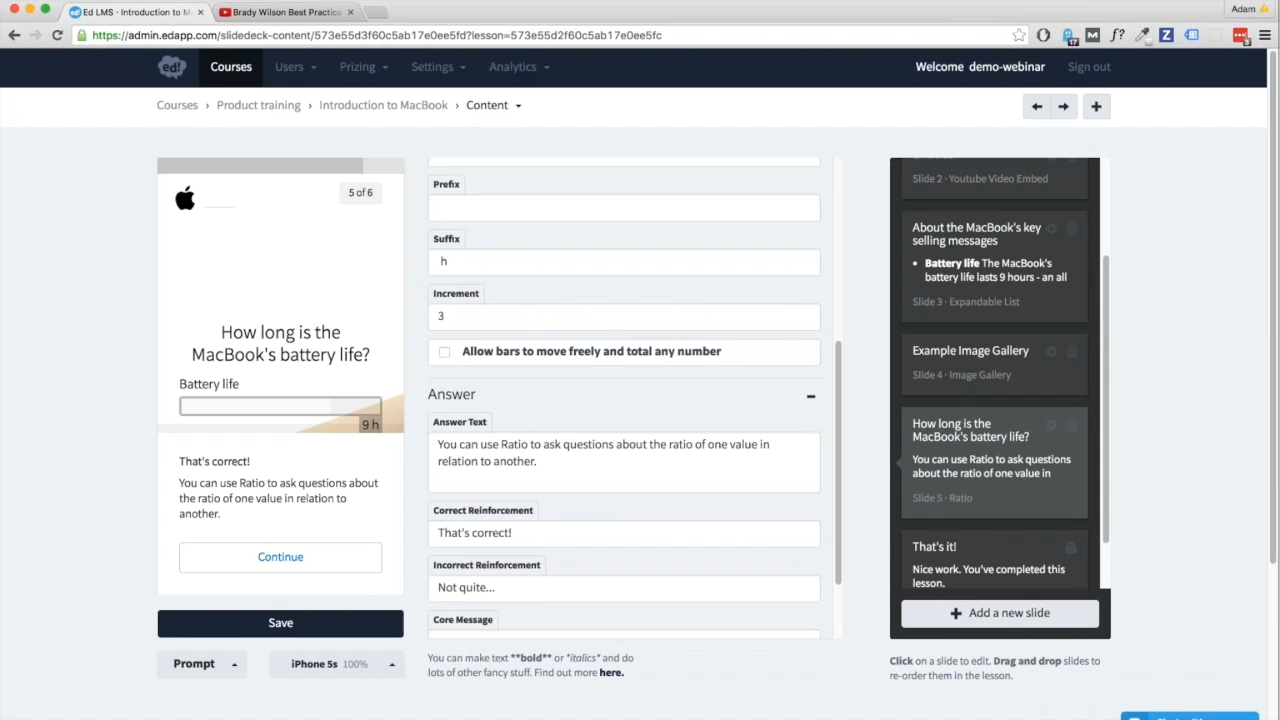 Ed LMS - Introduction to M
Brady Wilson Best Practice
Adam
https://admin.edapp.com/slidedeck-content/573e55d3f60c5ab17e0ee5fd?lesson=573e55d2f60c5ab17e0ee5fc
17
ed!
Courses
Users
Prizing
Settings
Analytics
Welcome demo-webinar
Sign out
Courses › Product training › Introduction to MacBook › Content
5 of 6
How long is the
MacBook's battery life?
Battery life
9 h
That's correct!
You can use Ratio to ask questions
about the ratio of one value in
relation to another.
Continue
Save
Prompt
iPhone 5s 100%
Prefix
Suffix
h
Increment
3
Allow bars to move freely and total any number
Answer
Answer Text
You can use Ratio to ask questions about the ratio of one value in
relation to another.
Correct Reinforcement
That's correct!
Incorrect Reinforcement
Not quite...
Core Message
You can make text **bold** or *italics* and do
lots of other fancy stuff. Find out more here.
Slide 2 · Youtube Video Embed
About the MacBook's key
selling messages
• Battery life The MacBook's
battery life lasts 9 hours - an all
Slide 3 · Expandable List
Example Image Gallery
Slide 4 · Image Gallery
How long is the
MacBook's battery life?
You can use Ratio to ask questions
about the ratio of one value in
Slide 5 · Ratio
That's it!
Nice work. You've completed this
lesson.
+ Add a new slide
Click on a slide to edit. Drag and drop slides to
re-order them in the lesson.